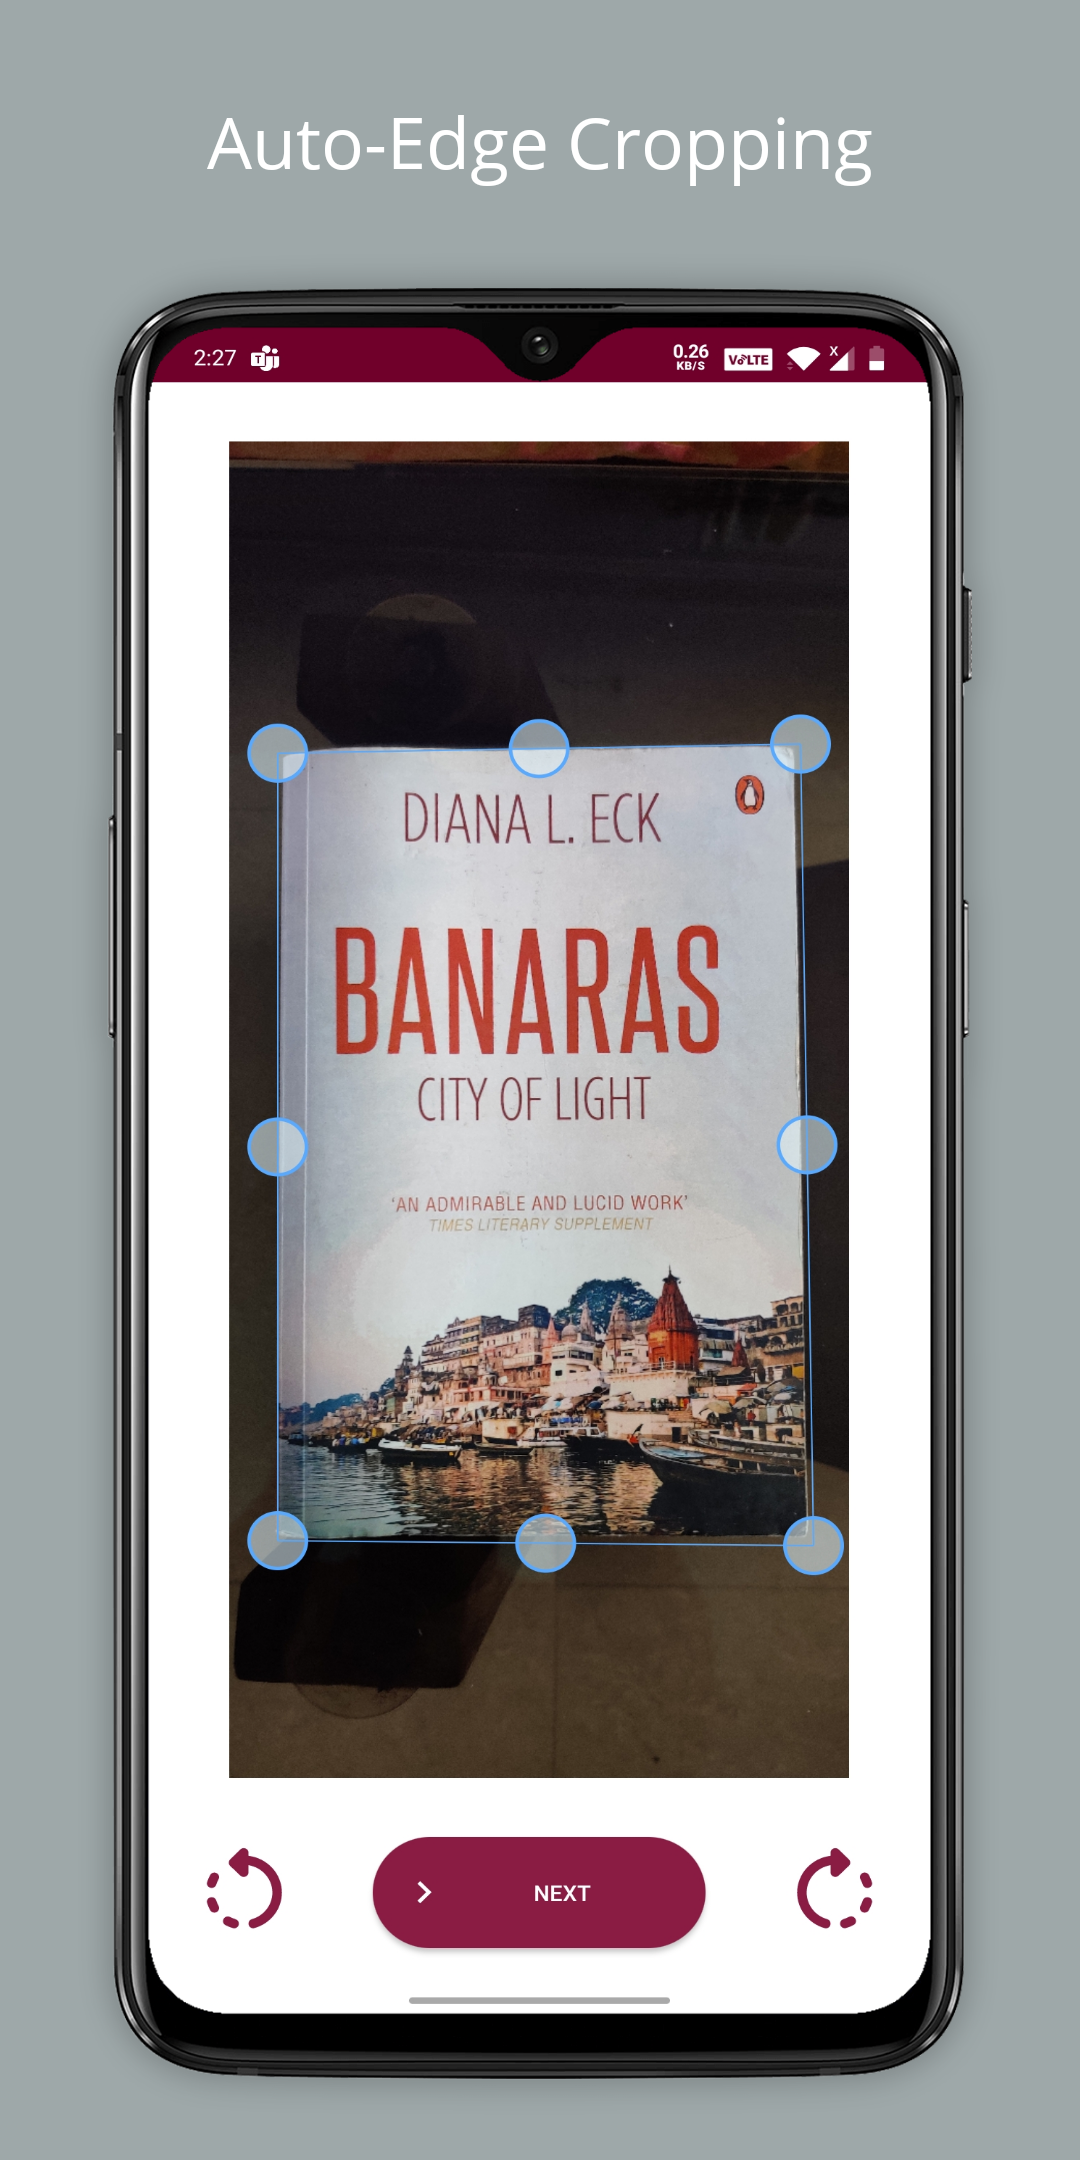 Auto-Edge Cropping
2:27
0.26
KB/S
VoLTE
X
DIANA L. ECK
BANARAS
CITY OF LIGHT
'AN ADMIRABLE AND LUCID WORK'
TIMES LITERARY SUPPLEMENT
NEXT